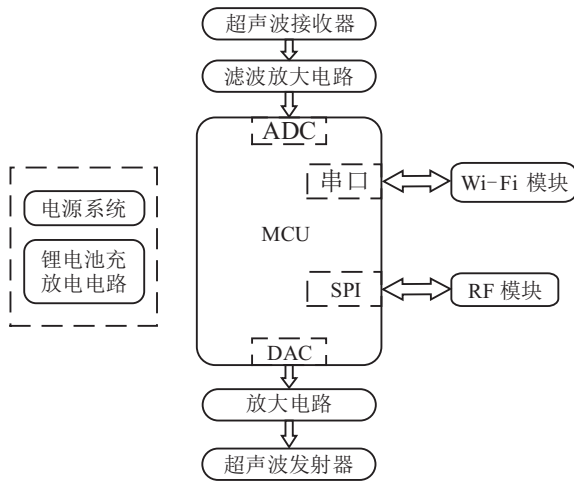 超声波接收器
滤波放大电路
ADC
串口
Wi-Fi 模块
电源系统
MCU
锂电池充
放电电路
SPI
RF 模块
DAC
放大电路
超声波发射器